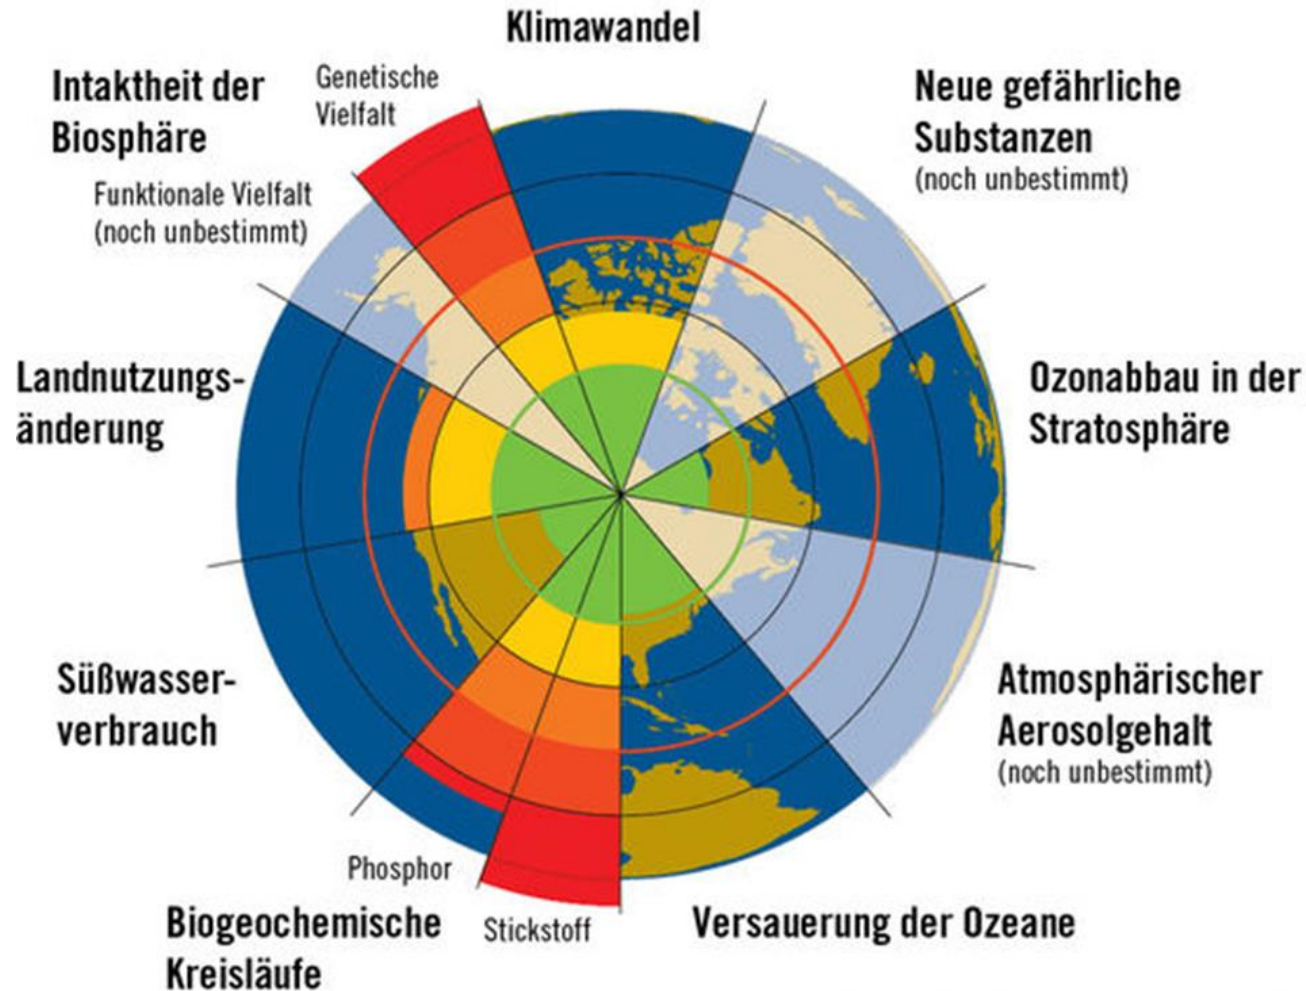 Klimawandel
Intaktheit der
Biosphäre
Genetische
Vielfalt
Funktionale Vielfalt
(noch unbestimmt)
Neue gefährliche
Substanzen
(noch unbestimmt)
Landnutzungs-
änderung
Ozonabbau in der
Stratosphäre
Süßwasser-
verbrauch
Atmosphärischer
Aerosolgehalt
(noch unbestimmt)
Phosphor
Biogeochemische
Kreisläufe
Stickstoff
Versauerung der Ozeane